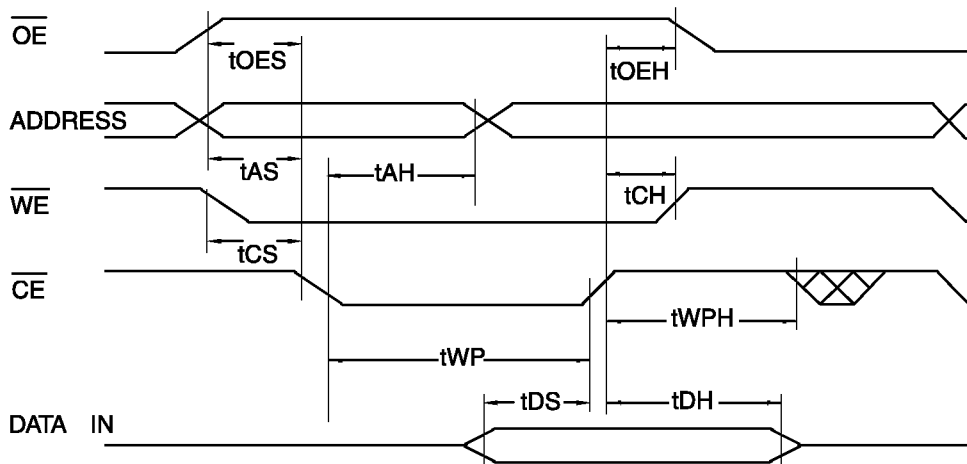 OE
tOES
tOEH
ADDRESS
tAS
tAH
tCH
WE
tCS
CE
tWPH
tWP
tDS
tDH
DATA IN